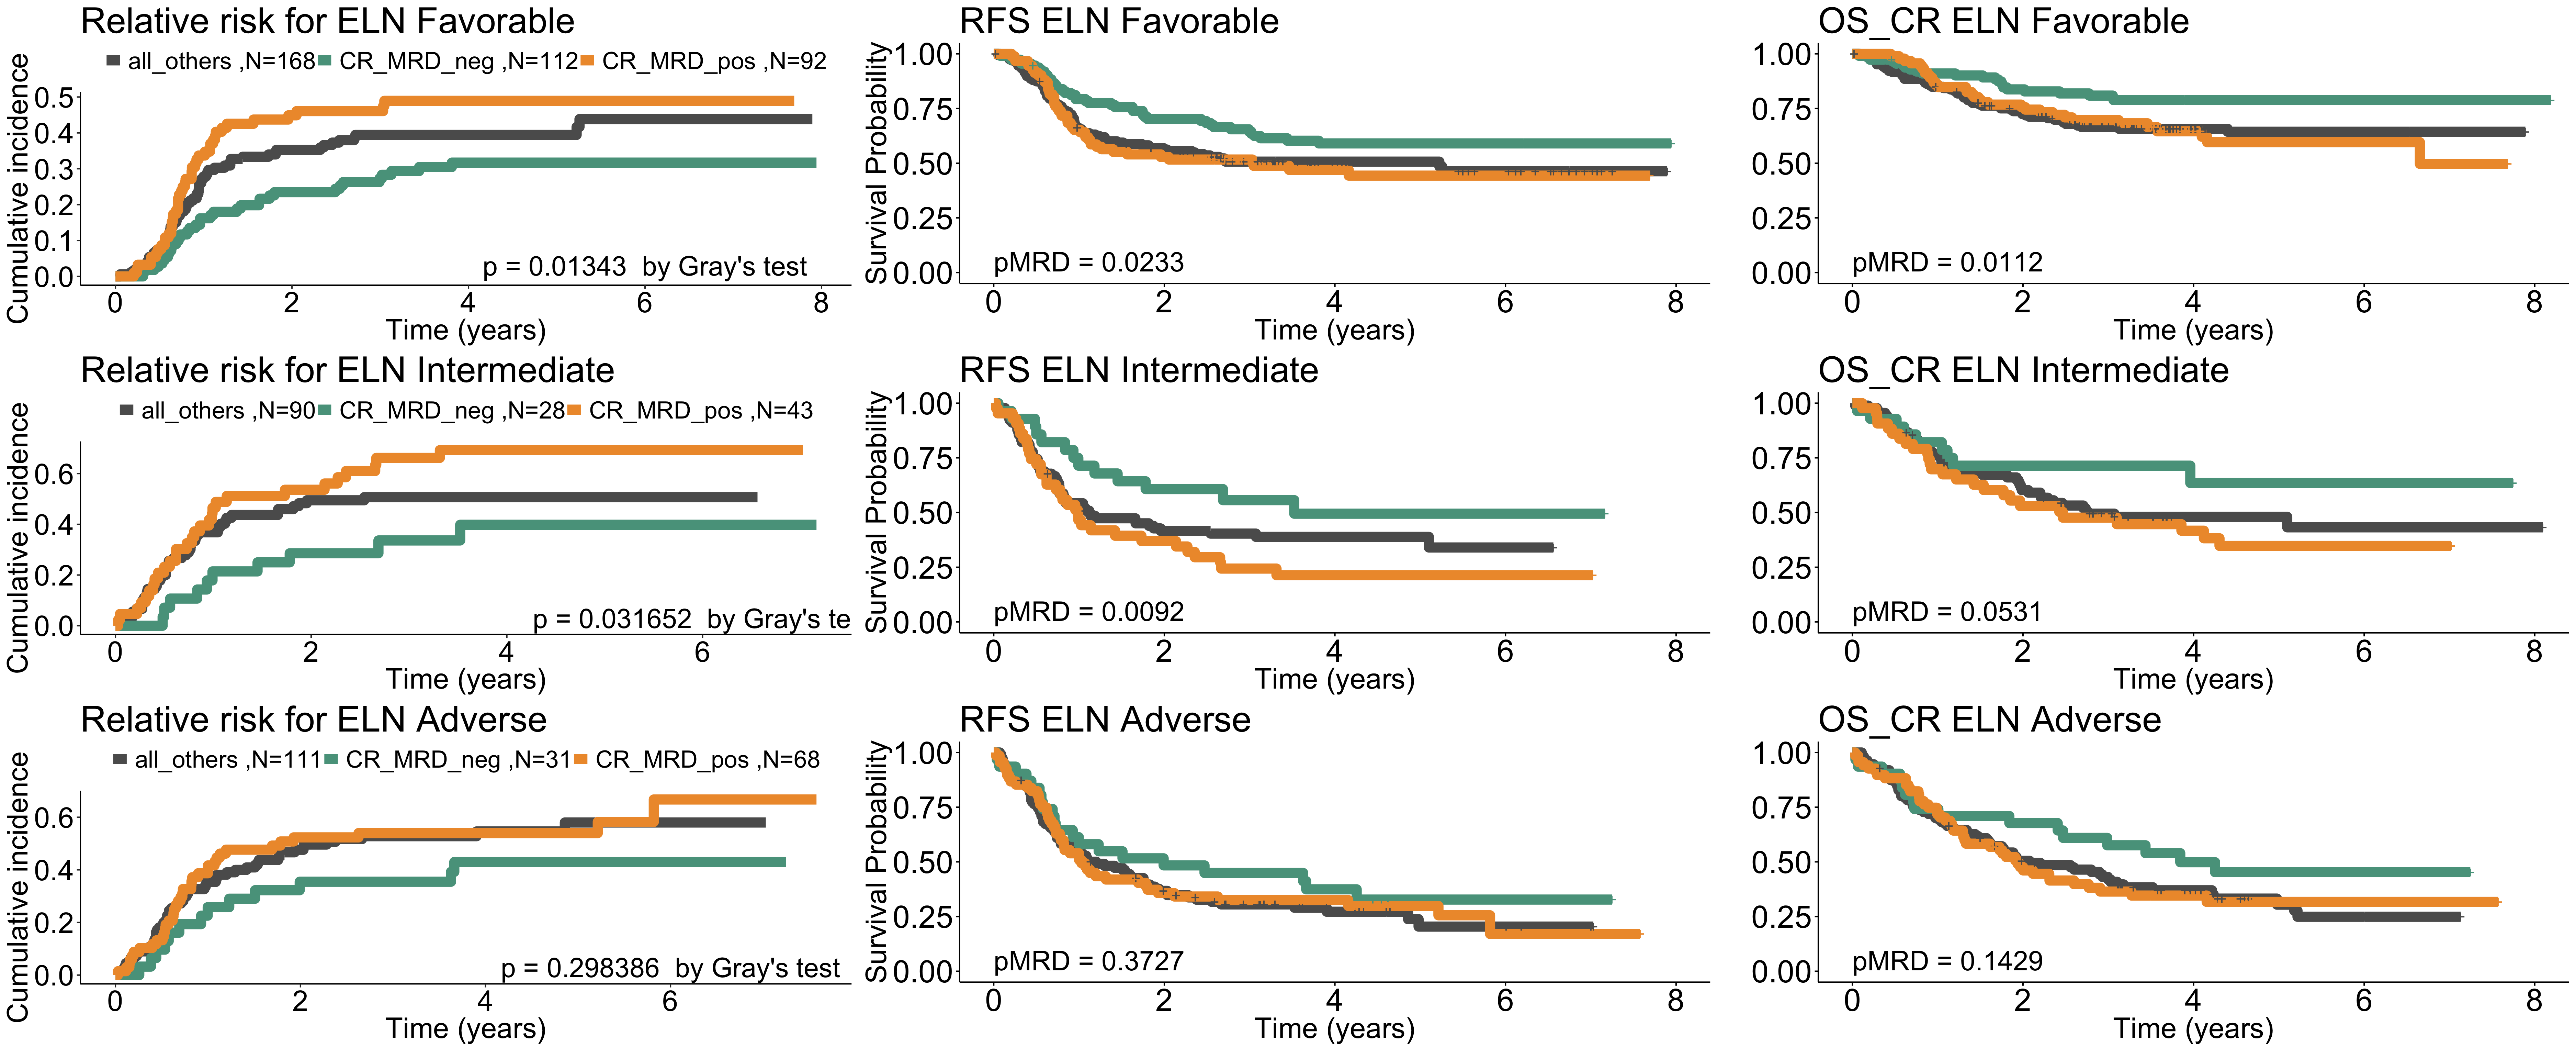 Relative risk for ELN Favorable
all_others ,N=168 CR_MRD_neg ,N=112 CR_MRD_pos ,N=92
Cumulative incidence
0.5
0.4
0.3
0.2
0.1
0.0
p = 0.01343  by Gray's test
0 2 4 6 8
Time (years)
RFS ELN Favorable
Survival Probability
1.00
0.75
0.50
0.25
0.00
pMRD = 0.0233
0 2 4 6 8
Time (years)
OS_CR ELN Favorable
1.00
0.75
0.50
0.25
0.00
pMRD = 0.0112
0 2 4 6 8
Time (years)
Relative risk for ELN Intermediate
all_others ,N=90 CR_MRD_neg ,N=28 CR_MRD_pos ,N=43
Cumulative incidence
0.6
0.4
0.2
0.0
p = 0.031652  by Gray's te
0 2 4 6
Time (years)
RFS ELN Intermediate
Survival Probability
1.00
0.75
0.50
0.25
0.00
pMRD = 0.0092
0 2 4 6 8
Time (years)
OS_CR ELN Intermediate
1.00
0.75
0.50
0.25
0.00
pMRD = 0.0531
0 2 4 6 8
Time (years)
Relative risk for ELN Adverse
all_others ,N=111 CR_MRD_neg ,N=31 CR_MRD_pos ,N=68
Cumulative incidence
0.6
0.4
0.2
0.0
p = 0.298386  by Gray's test
0 2 4 6
Time (years)
RFS ELN Adverse
Survival Probability
1.00
0.75
0.50
0.25
0.00
pMRD = 0.3727
0 2 4 6 8
Time (years)
OS_CR ELN Adverse
1.00
0.75
0.50
0.25
0.00
pMRD = 0.1429
0 2 4 6 8
Time (years)